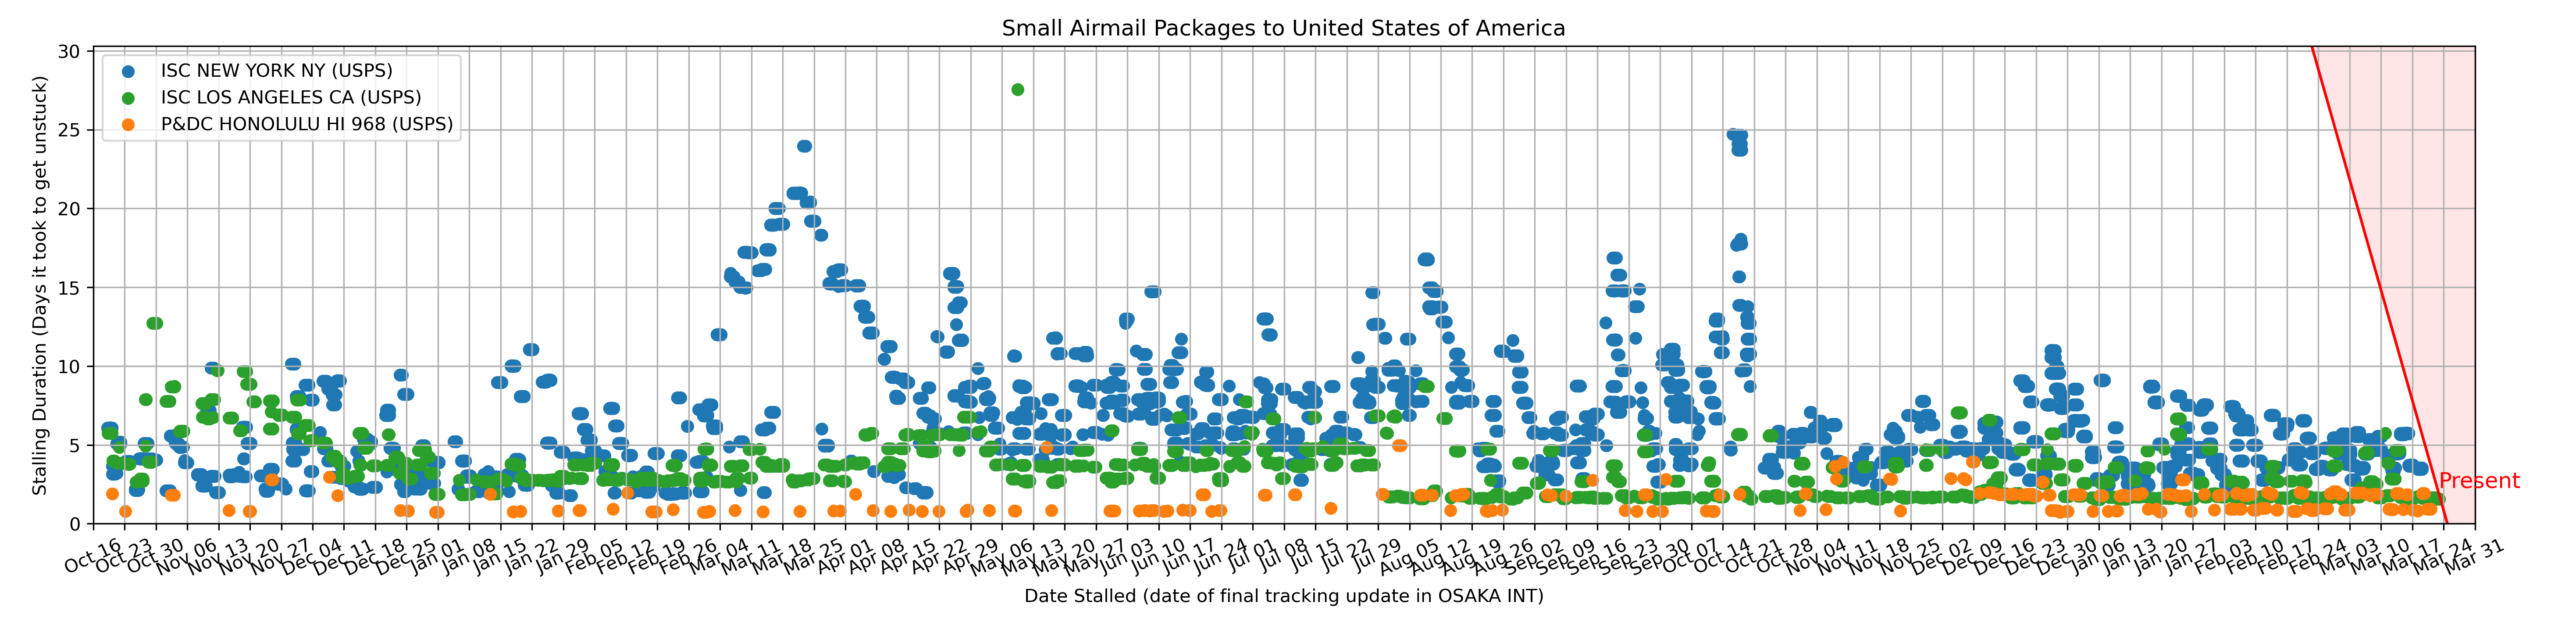 Small Airmail Packages to United States of America
30
25
20
15
10
5
0
Stalling Duration (Days it took to get unstuck)
ISC NEW YORK NY (USPS)
ISC LOS ANGELES CA (USPS)
P&DC HONOLULU HI 968 (USPS)
Present
Oct 16
Oct 23
Oct 30
Nov 06
Nov 13
Nov 20
Nov 27
Dec 04
Dec 11
Dec 18
Dec 25
Jan 01
Jan 08
Jan 15
Jan 22
Jan 29
Feb 05
Feb 12
Feb 19
Feb 26
Mar 04
Mar 11
Mar 18
Mar 25
Apr 01
Apr 08
Apr 15
Apr 22
Apr 29
May 06
May 13
May 20
May 27
Jun 03
Jun 10
Jun 17
Jun 24
Jul 01
Jul 08
Jul 15
Jul 22
Jul 29
Aug 05
Aug 12
Aug 19
Aug 26
Sep 02
Sep 09
Sep 16
Sep 23
Sep 30
Oct 07
Oct 14
Oct 21
Oct 28
Nov 04
Nov 11
Nov 18
Nov 25
Dec 02
Dec 09
Dec 16
Dec 23
Dec 30
Jan 06
Jan 13
Jan 20
Jan 27
Feb 03
Feb 10
Feb 17
Feb 24
Mar 03
Mar 10
Mar 17
Mar 24
Mar 31
Date Stalled (date of final tracking update in OSAKA INT)